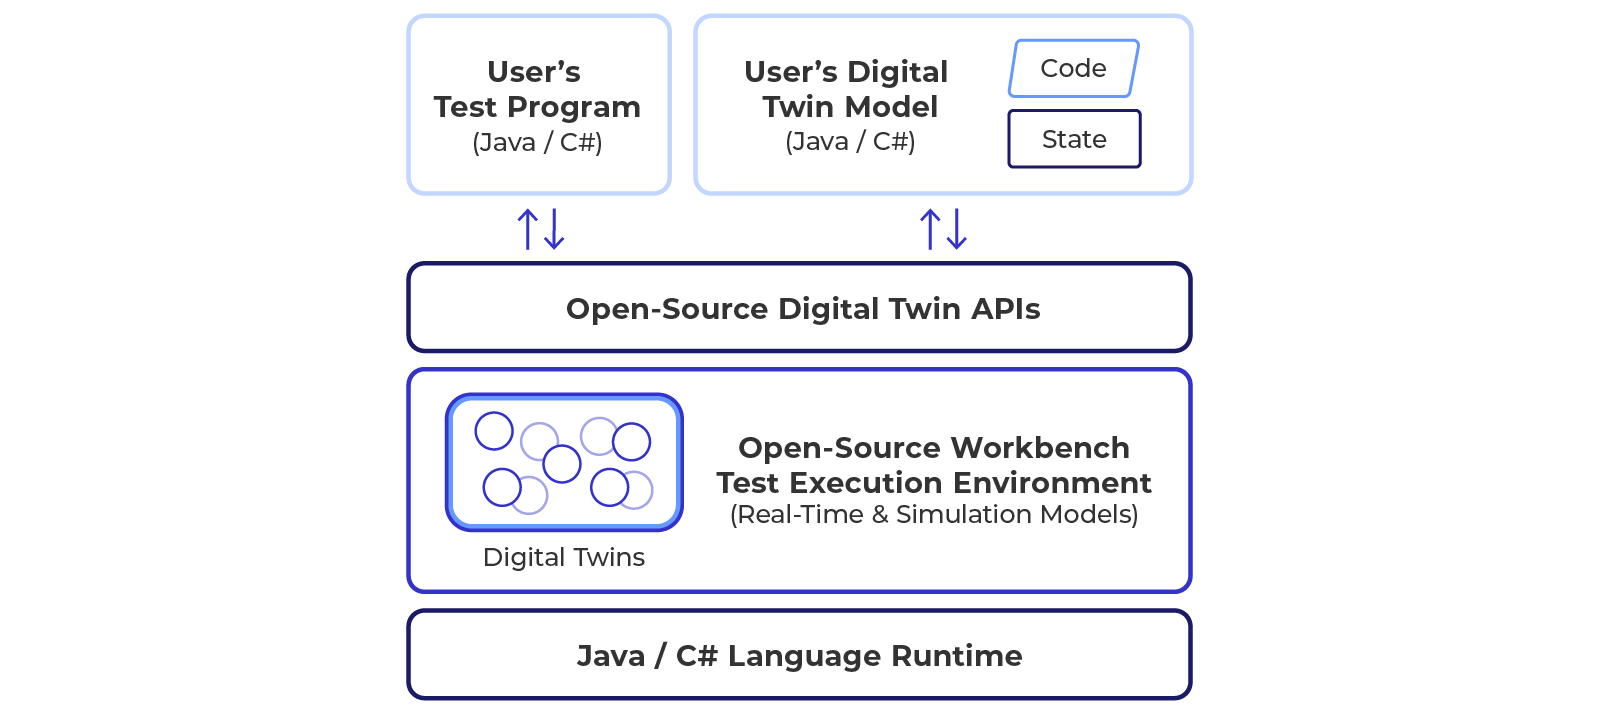 User’s
Test Program
(Java / C#)
User’s Digital
Twin Model
(Java / C#)
Code
State
Open-Source Digital Twin APIs
Digital Twins
Open-Source Workbench
Test Execution Environment
(Real-Time & Simulation Models)
Java / C# Language Runtime